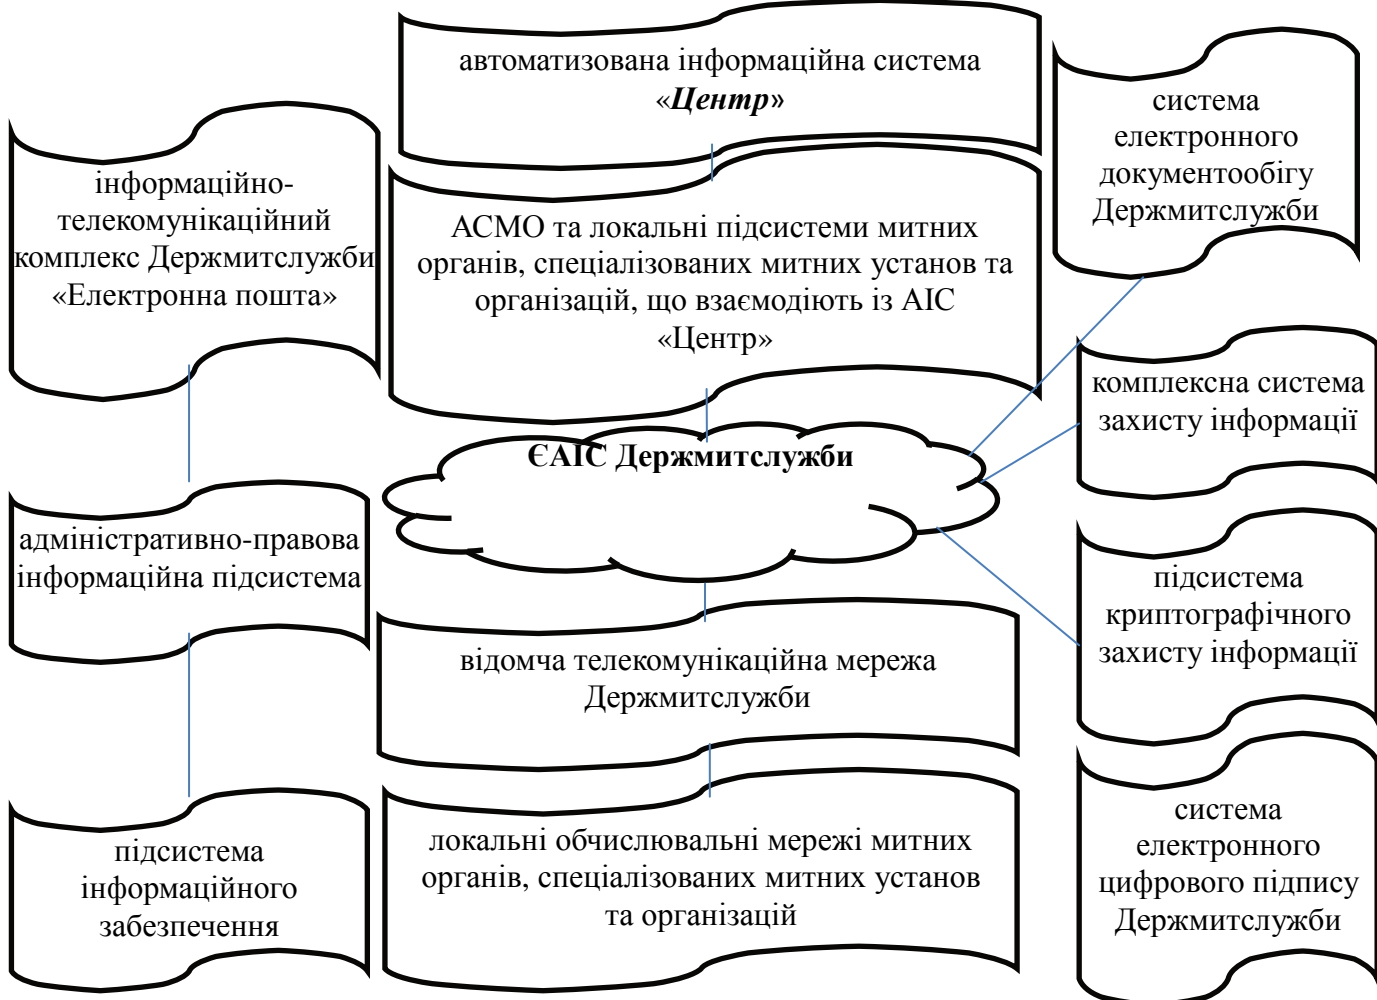 автоматизована інформаційна система
«Центр»
система
електронного
документообігу
Держмитслужби
інформаційно-
телекомунікаційний
комплекс Держмитслужби
«Електронна пошта»
АСМО та локальні підсистеми митних
органів, спеціалізованих митних установ та
організацій, що взаємодіють із АІС
«Центр»
комплексна система
захисту інформації
ЄАІС Держмитслужби
адміністративно-правова
інформаційна підсистема
підсистема
криптографічного
захисту інформації
відомча телекомунікаційна мережа
Держмитслужби
підсистема
інформаційного
забезпечення
локальні обчислювальні мережі митних
органів, спеціалізованих митних установ
та організацій
система
електронного
цифрового підпису
Держмитслужби